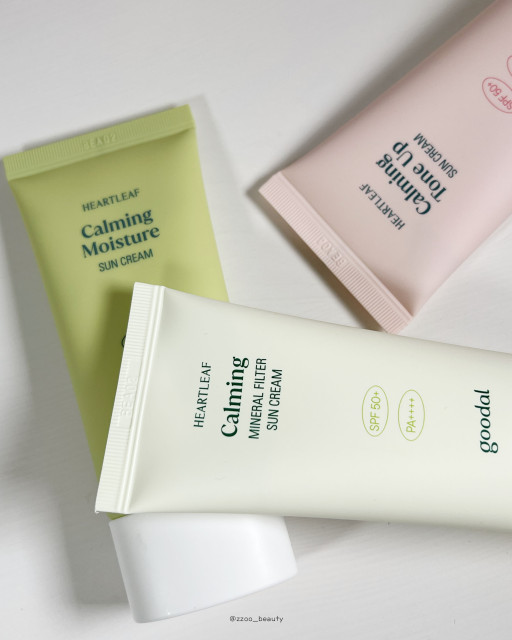 HEARTLEAF
Calming
Moisture
SUN CREAM
HEARTLEAF
Calming
Tone Up
SUN CREAM
SPF 50+
HEARTLEAF
Calming
MINERAL FILTER
SUN CREAM
SPF 50+
PA++++
goodal
@zzoo_beauty